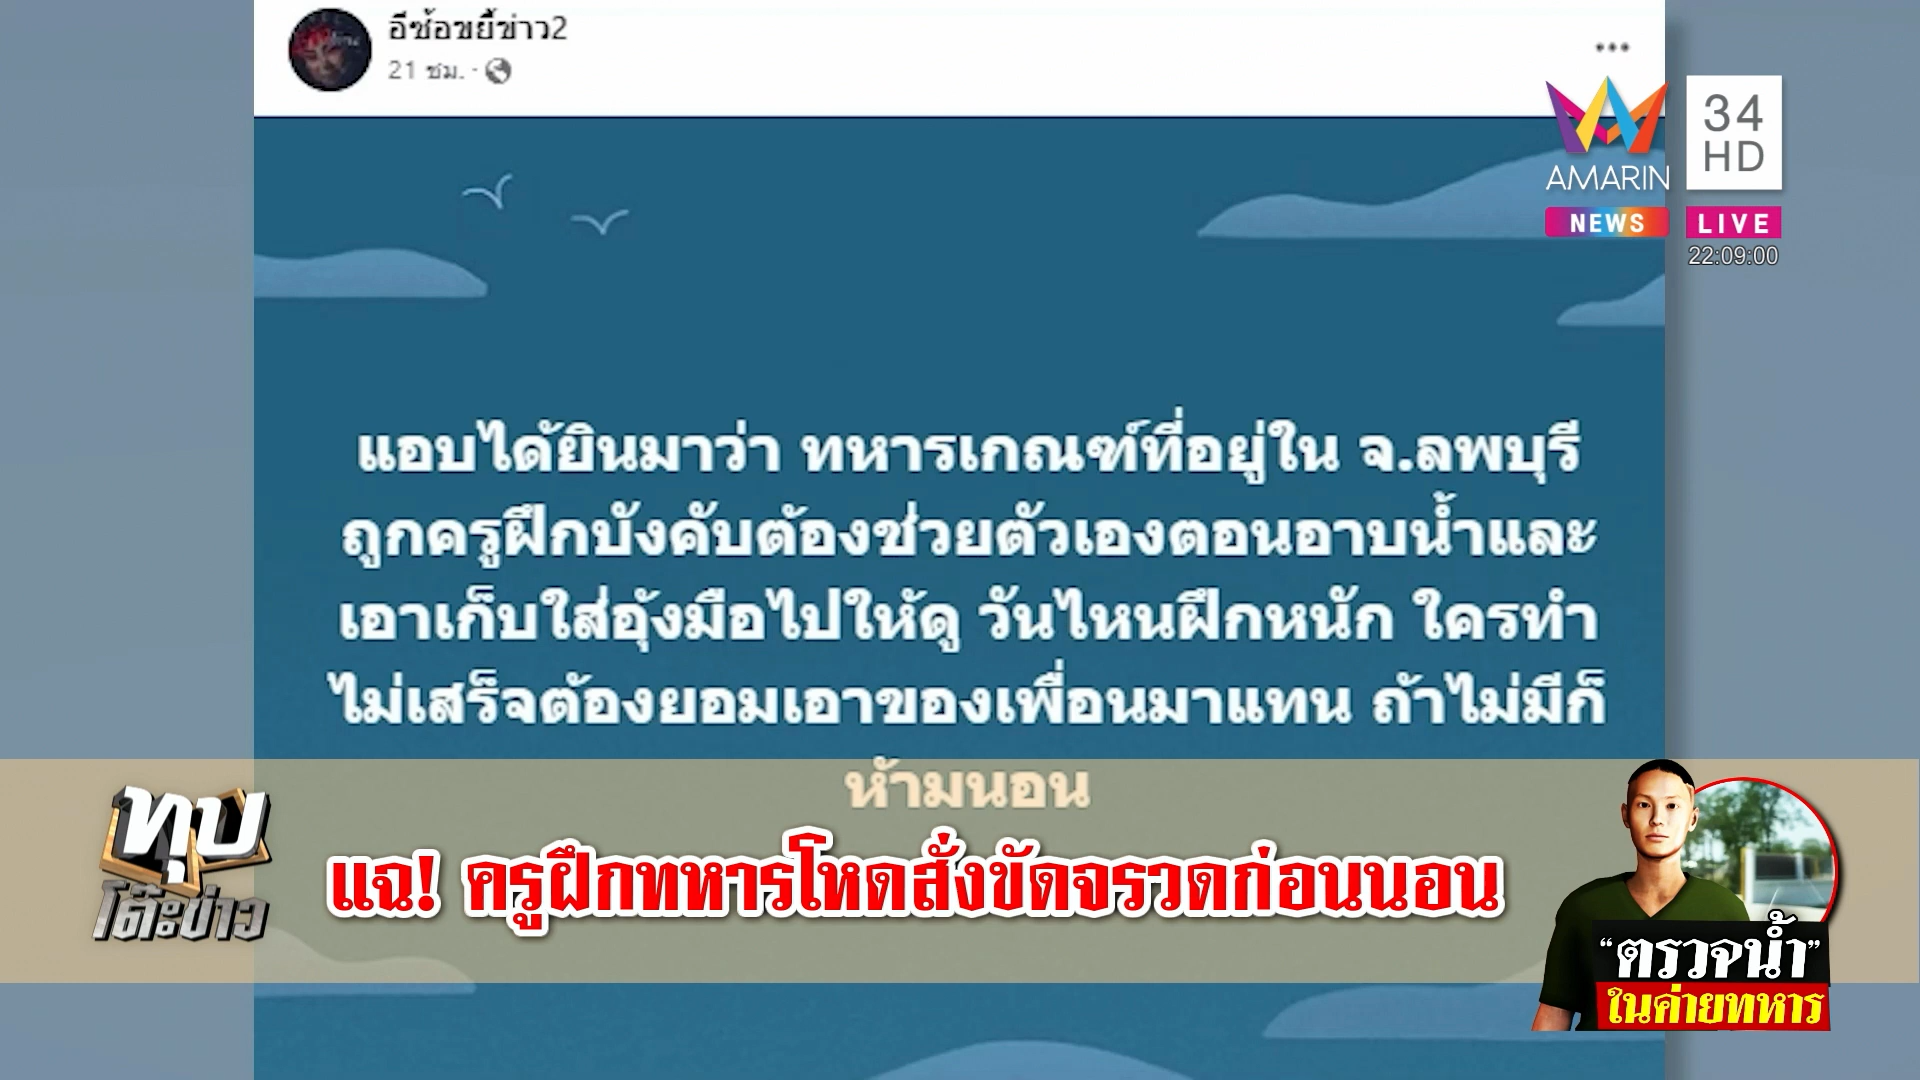 อีซ้อขยี้ข่าว2
21 ชม.
AMARIN
34
HD
NEWS
LIVE
22:09:00
แอบได้ยินมาว่า ทหารเกณฑ์ที่อยู่ใน จ.ลพบุรี
ถูกครูฝึกบังคับต้องช่วยตัวเองตอนอาบน้ำและ
เอาเก็บใส่อุ้งมือไปให้ดู วันไหนฝึกหนัก ใครทำ
ไม่เสร็จต้องยอมเอาของเพื่อนมาแทน ถ้าไม่มีก็
ห้ามนอน
ทุบ
โต๊ะข่าว
แฉ! ครูฝึกทหารโหดสั่งขัดจรวดก่อนนอน
"ตรวจน้ำ"
ในค่ายทหาร